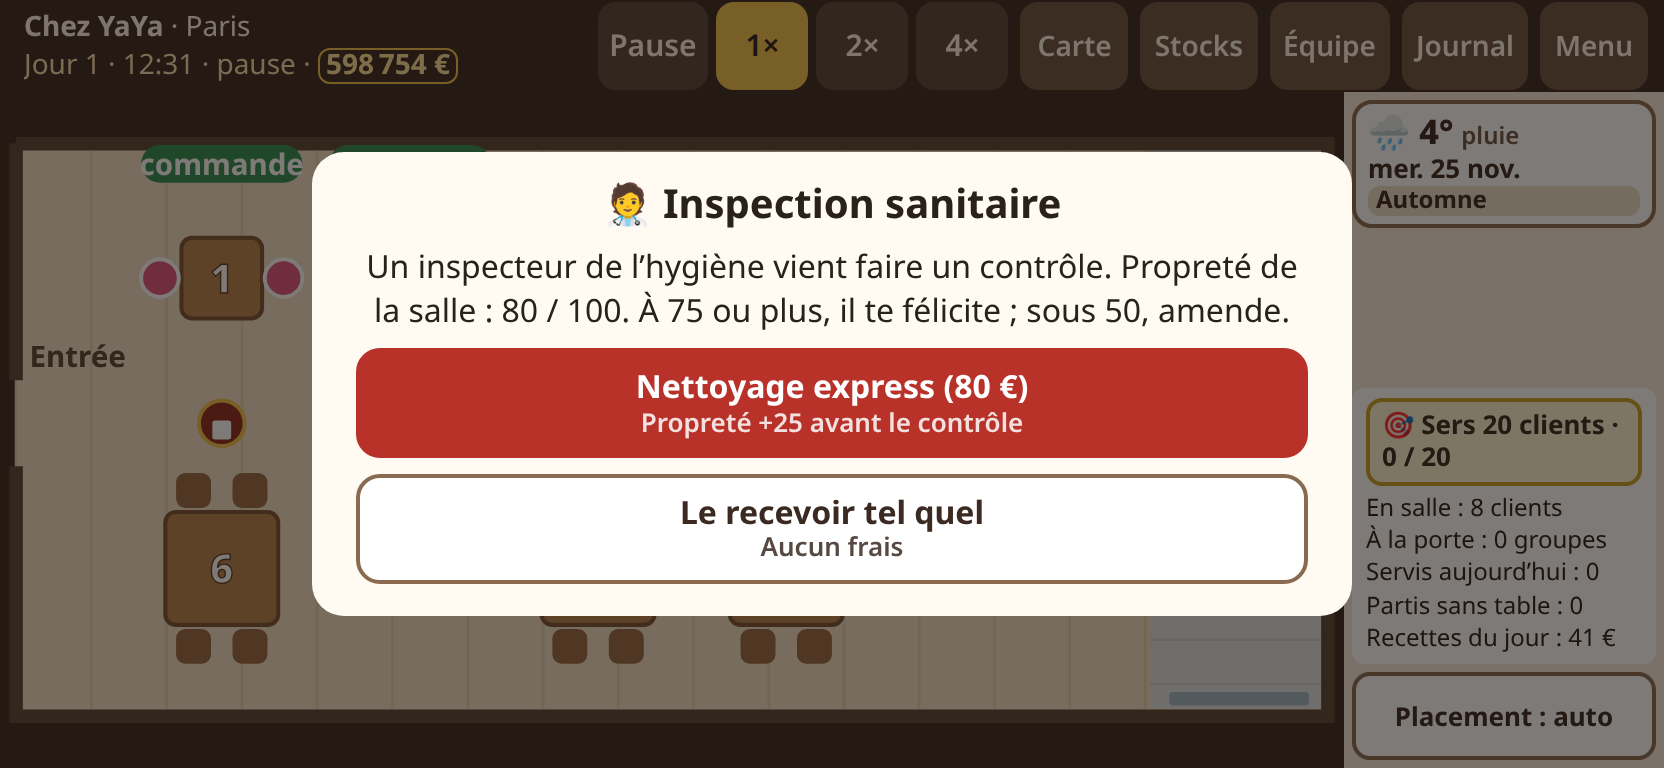 Chez YaYa · Paris
Jour 1 · 12:31 · pause · 598 754 €
Pause
1×
2×
4×
Carte
Stocks
Équipe
Journal
Menu
🌧️ 4° pluie
mer. 25 nov.
Automne
commande
1
Entrée
6
🧑‍⚕️ Inspection sanitaire
Un inspecteur de l’hygiène vient faire un contrôle. Propreté de
la salle : 80 / 100. À 75 ou plus, il te félicite ; sous 50, amende.
Nettoyage express (80 €)
Propreté +25 avant le contrôle
Le recevoir tel quel
Aucun frais
🎯 Sers 20 clients ·
0 / 20
En salle : 8 clients
À la porte : 0 groupes
Servis aujourd’hui : 0
Partis sans table : 0
Recettes du jour : 41 €
Placement : auto